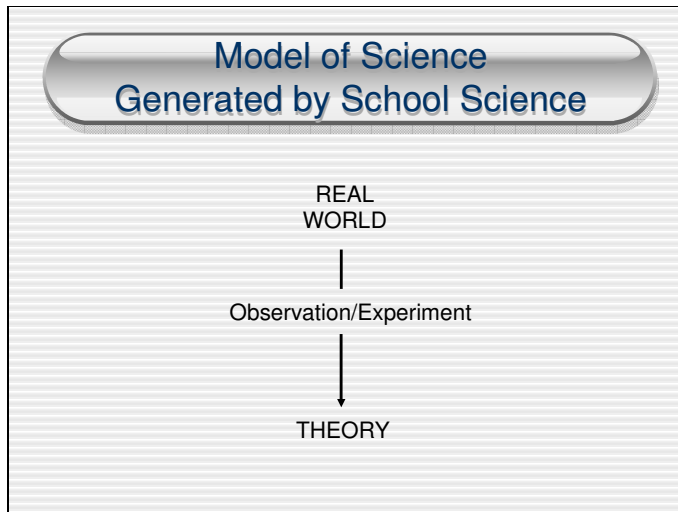 Model of Science
Generated by School Science
REAL
WORLD
Observation/Experiment
THEORY